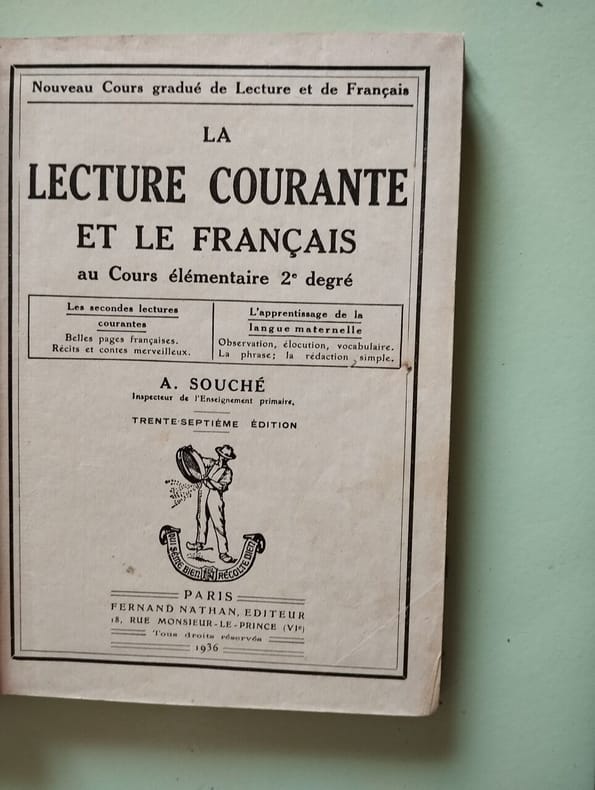 Nouveau Cours gradué de Lecture et de Français
LA
LECTURE COURANTE
ET LE FRANÇAIS
au Cours élémentaire 2e degré
Les secondes lectures
courantes
Belles pages françaises.
Récits et contes merveilleux.
L'apprentissage de la
langue maternelle
Observation, élocution, vocabulaire.
La phrase; la rédaction simple.
A. SOUCHÉ
Inspecteur de l'Enseignement primaire.
TRENTE-SEPTIÈME ÉDITION
QUI SÈME BIEN FN RÉCOLTE BIEN
PARIS
FERNAND NATHAN, EDITEUR
18, RUE MONSIEUR-LE-PRINCE (VIe)
Tous droits réservés
1936